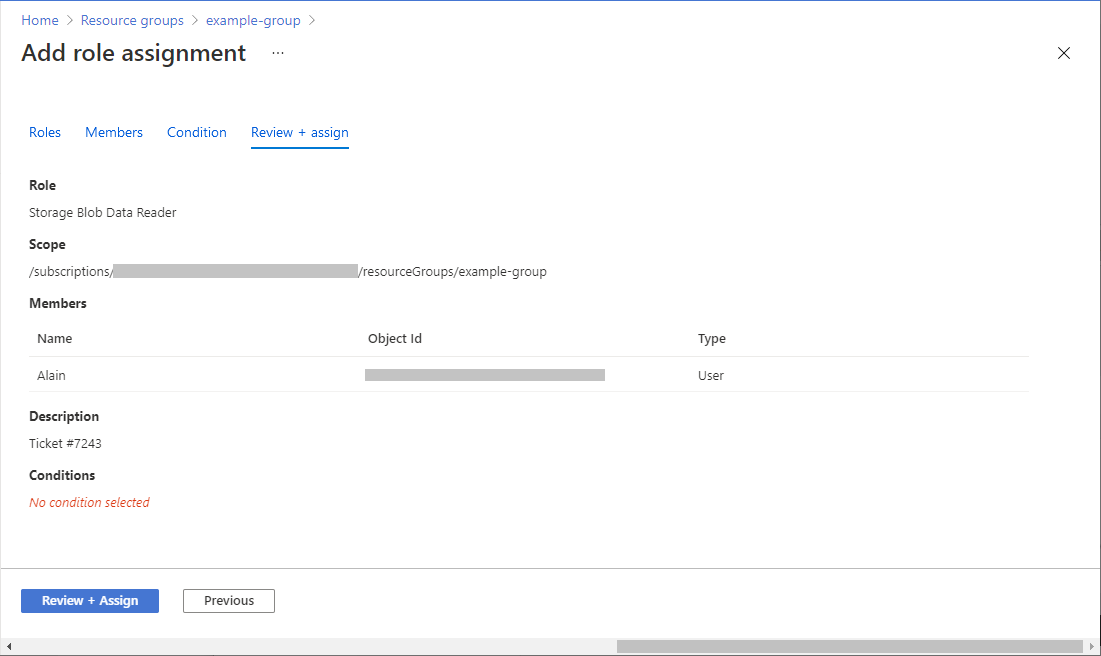 Home > Resource groups > example-group >
Add role assignment ...
Roles Members Condition Review + assign
Role
Storage Blob Data Reader
Scope
/subscriptions/ /resourceGroups/example-group
Members
Name Object Id Type
Alain User
Description
Ticket #7243
Conditions
No condition selected
Review + Assign Previous